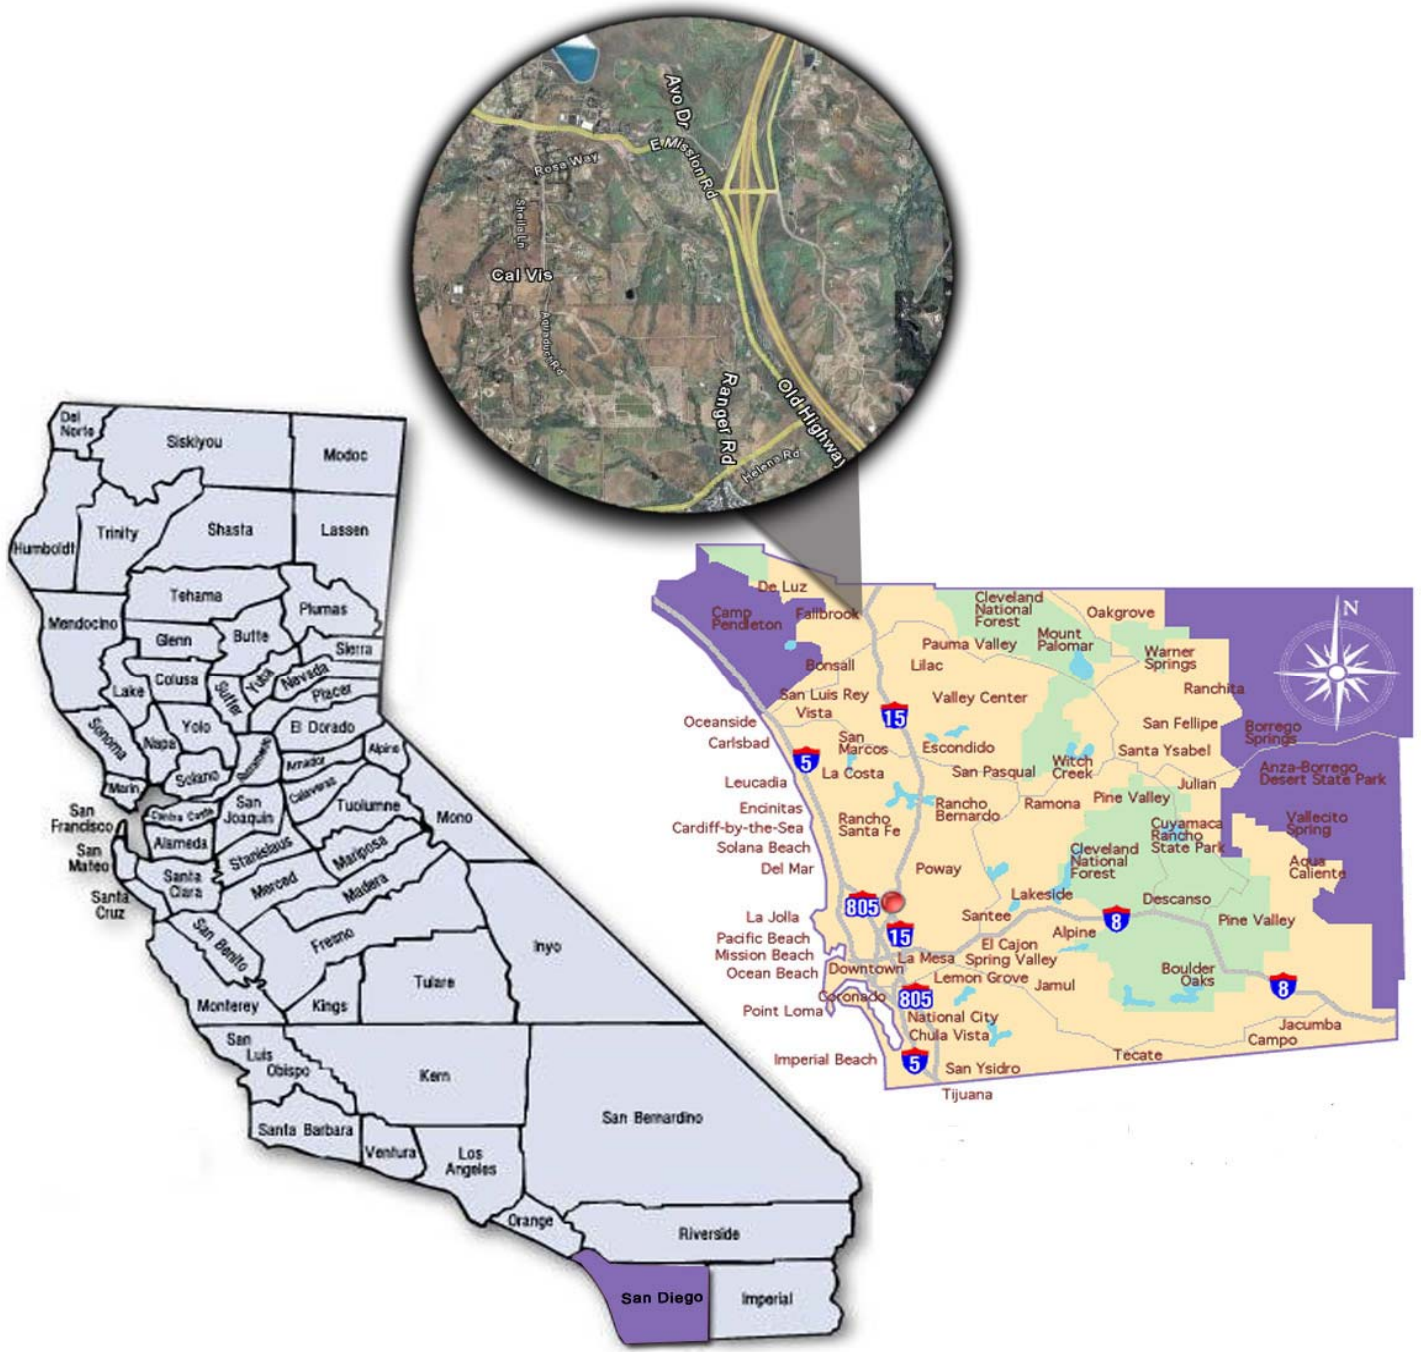 Avo Dr
E Mission Rd
Rosa Way
Sheila Ln
Cal Vis
Aquaduct Rd
Ranger Rd
Old Highway
Helena Rd
Del
Norte
Siskiyou
Modoc
Humboldt
Trinity
Shasta
Lassen
Tehama
Plumas
Mendocino
Glenn
Butte
Sierra
Lake
Colusa
Sutter
Yuba
Nevada
Placer
Sonoma
Napa
Yolo
El Dorado
Alpine
Solano
Sacramento
Amador
Marin
Contra Costa
San
Joaquin
Calaveras
Tuolumne
Mono
San
Francisco
Alameda
Stanislaus
Mariposa
San
Mateo
Santa
Clara
Merced
Madera
Santa
Cruz
San Benito
Fresno
Inyo
Monterey
Kings
Tulare
San
Luis
Obispo
Kern
San Bernardino
Santa Barbara
Ventura
Los
Angeles
Orange
Riverside
San Diego
Imperial
De Luz
Camp
Pendleton
Fallbrook
Cleveland
National
Forest
Oakgrove
N
Pauma Valley
Mount
Palomar
Warner
Springs
Bonsall
Lilac
San Luis Rey
Valley Center
Ranchita
Vista
15
Oceanside
San Fellipe
Borrego
Springs
Carlsbad
San
Marcos
Escondido
Santa Ysabel
5
La Costa
San Pasqual
Witch
Creek
Anza-Borrego
Desert State Park
Leucadia
Julian
Encinitas
Rancho
Santa Fe
Rancho
Bernardo
Ramona
Pine Valley
Cardiff-by-the-Sea
Cuyamaca
Rancho
State Park
Vallecito
Spring
Solana Beach
Cleveland
National
Forest
Del Mar
Poway
Agua
Caliente
805
Lakeside
Descanso
La Jolla
Santee
8
Pine Valley
Pacific Beach
15
Alpine
Mission Beach
El Cajon
La Mesa
Spring Valley
Ocean Beach
Downtown
Lemon Grove
Jamul
Boulder
Oaks
8
Coronado
805
Point Loma
National City
Chula Vista
Jacumba
Campo
Imperial Beach
5
San Ysidro
Tecate
Tijuana